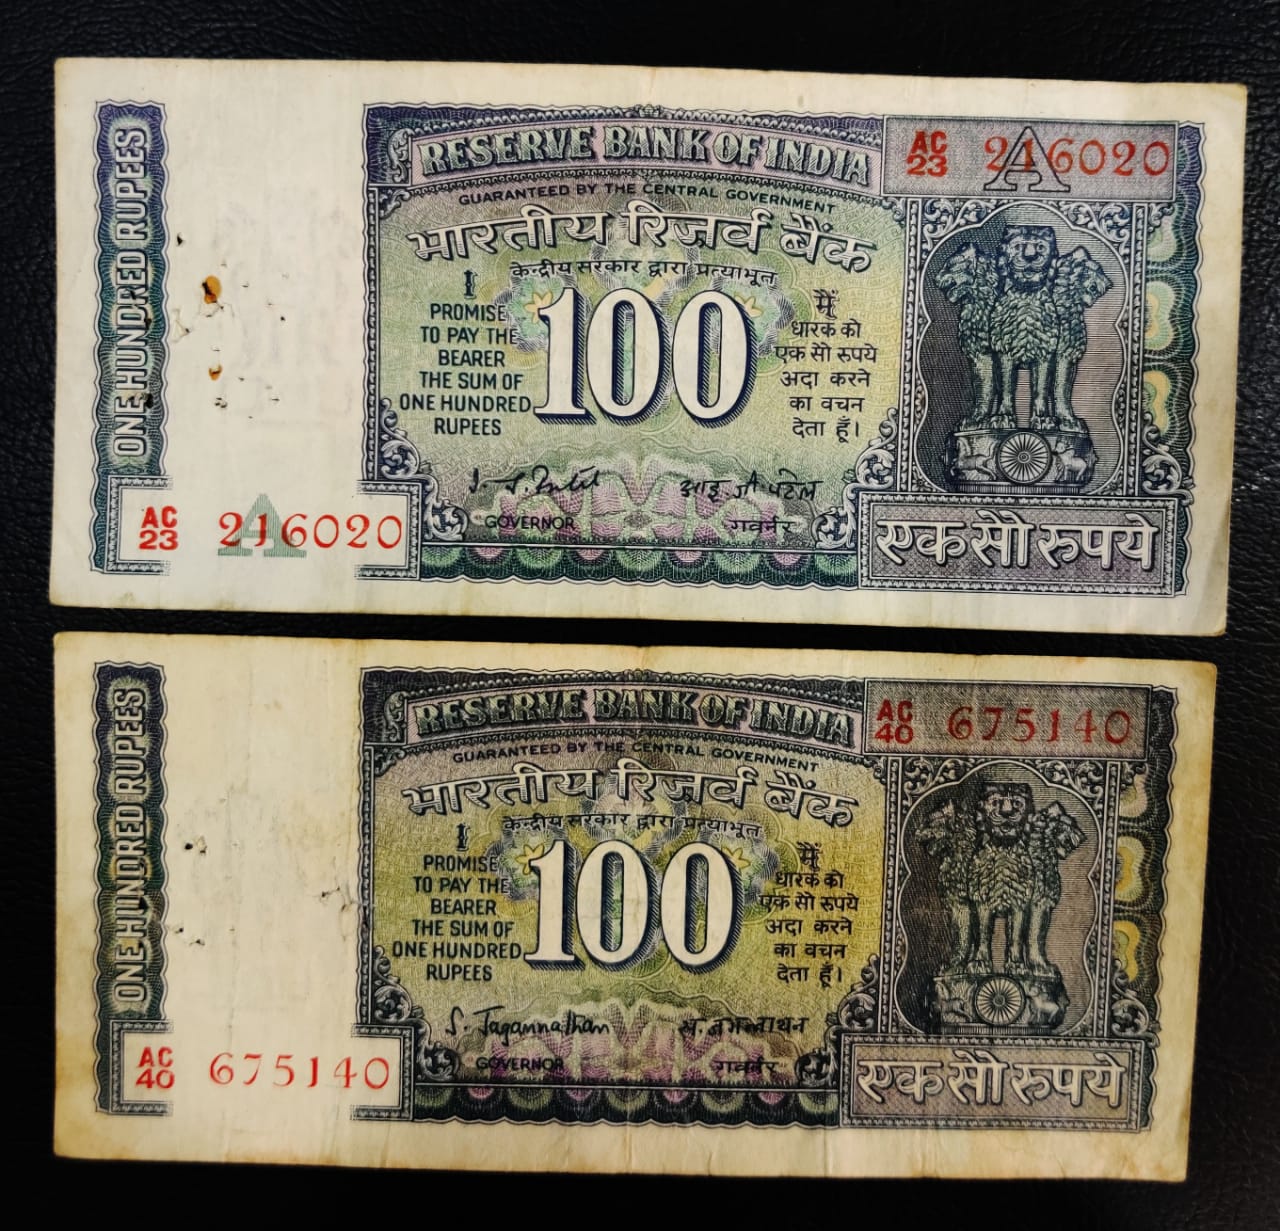 ONE HUNDRED RUPEES
RESERVE BANK OF INDIA
AC
23 216020
A
GUARANTEED BY THE CENTRAL GOVERNMENT
भारतीय रिज़र्व बैंक
केन्द्रीय सरकार द्वारा प्रत्याभूत
I
PROMISE
TO PAY THE
BEARER
THE SUM OF
ONE HUNDRED
RUPEES
100
मैं
धारक को
एक सौ रुपये
अदा करने
का वचन
देता हूँ।
I. G. Patel
आइ. जी. पटेल
GOVERNOR
गवर्नर
AC
23 216020
A
एक सौ रुपये
ONE HUNDRED RUPEES
RESERVE BANK OF INDIA
AC
40 675140
GUARANTEED BY THE CENTRAL GOVERNMENT
भारतीय रिज़र्व बैंक
केन्द्रीय सरकार द्वारा प्रत्याभूत
I
PROMISE
TO PAY THE
BEARER
THE SUM OF
ONE HUNDRED
RUPEES
100
मैं
धारक को
एक सौ रुपये
अदा करने
का वचन
देता हूँ।
S. Jagannathan
स. जगन्नाथन
GOVERNOR
गवर्नर
AC
40 675140
एक सौ रुपये